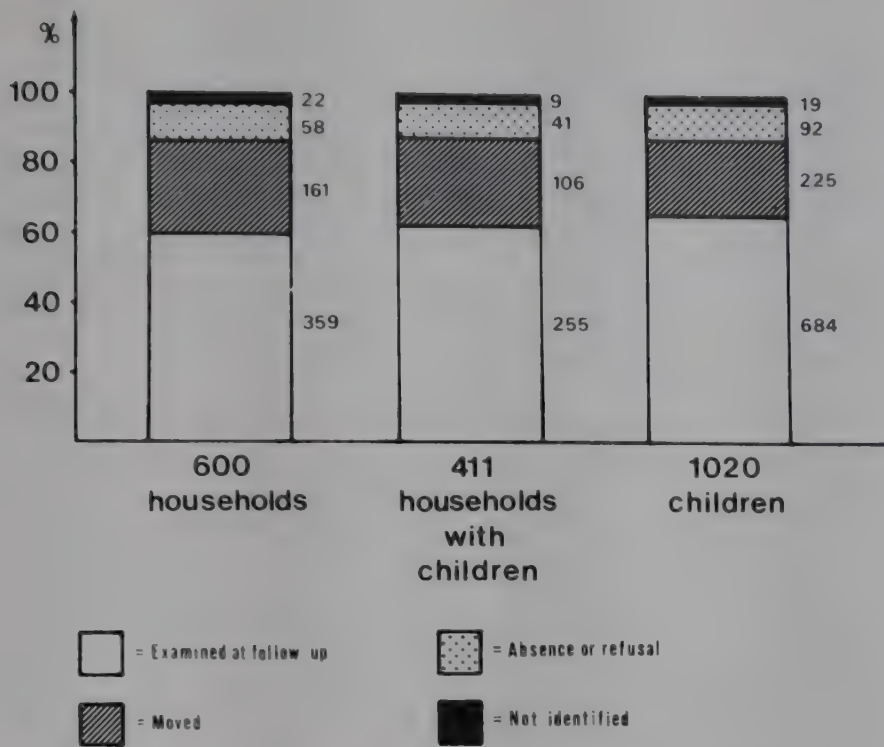 %
100
80
60
40
20
22
58
161
359
9
41
106
255
19
92
225
684
600
households
411
households
with
children
1020
children
= Examined at follow up
= Absence or refusal
= Moved
= Not identified